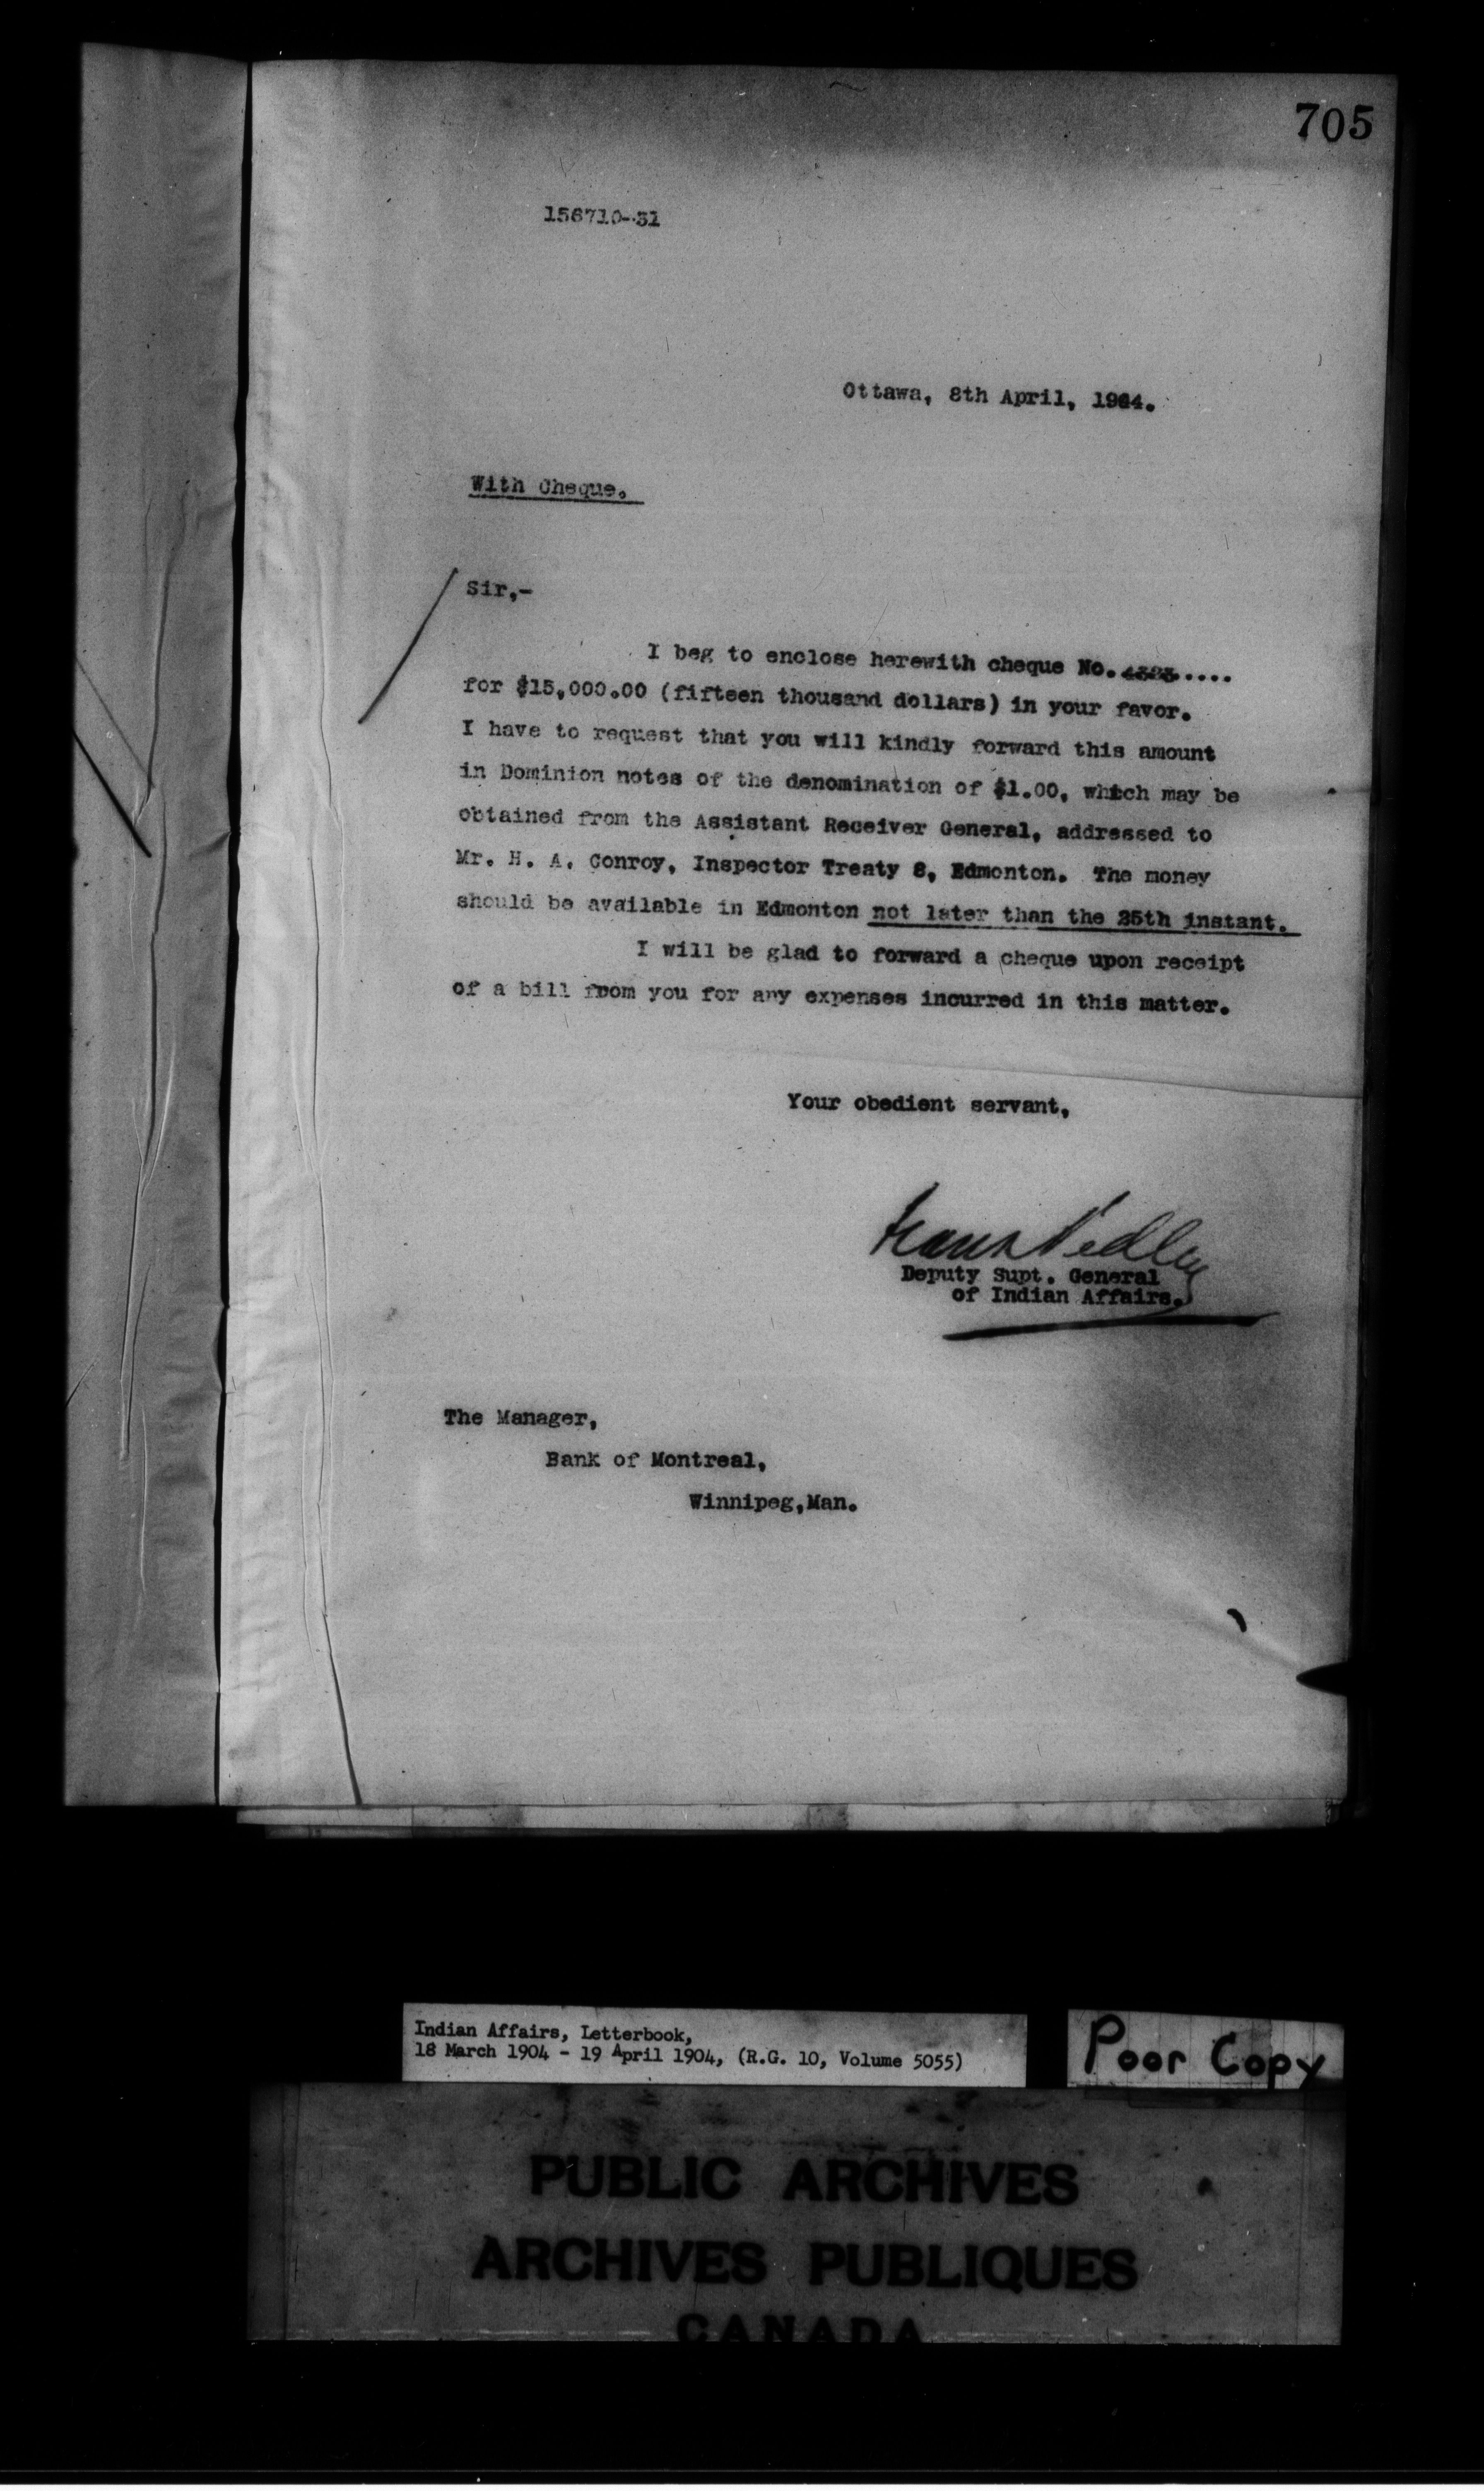 705
156710-31
Ottawa, 8th April, 1904.
With Cheque.
Sir,-
I beg to enclose herewith cheque No. 4323.....
for $15,000.00 (fifteen thousand dollars) in your favor.
I have to request that you will kindly forward this amount
in Dominion notes of the denomination of $1.00, which may be
obtained from the Assistant Receiver General, addressed to
Mr. H. A. Conroy, Inspector Treaty 8, Edmonton. The money
should be available in Edmonton not later than the 25th instant.
I will be glad to forward a cheque upon receipt
of a bill from you for any expenses incurred in this matter.
Your obedient servant,
Frank Pedley
Deputy Supt. General
of Indian Affairs.
The Manager,
Bank of Montreal,
Winnipeg,Man.
Indian Affairs, Letterbook,
18 March 1904 - 19 April 1904, (R.G. 10, Volume 5055)
Poor Copy
PUBLIC ARCHIVES
ARCHIVES PUBLIQUES
CANADA